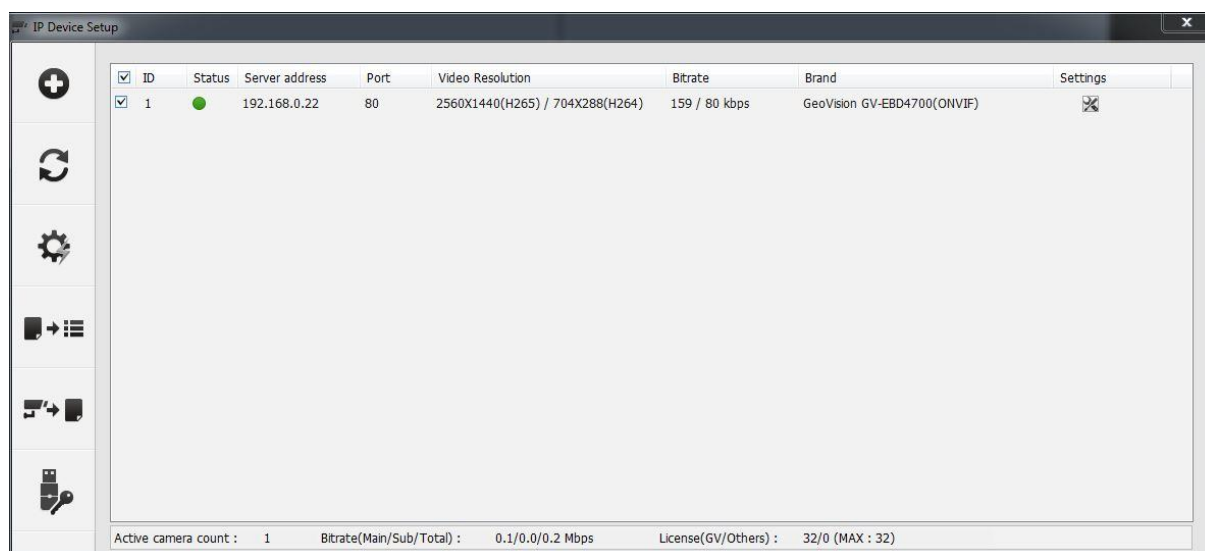 IP Device Setup
ID Status Server address Port Video Resolution Bitrate Brand Settings
1 192.168.0.22 80 2560X1440(H265) / 704X288(H264) 159 / 80 kbps GeoVision GV-EBD4700(ONVIF)
Active camera count : 1 Bitrate(Main/Sub/Total) : 0.1/0.0/0.2 Mbps License(GV/Others) : 32/0 (MAX : 32)